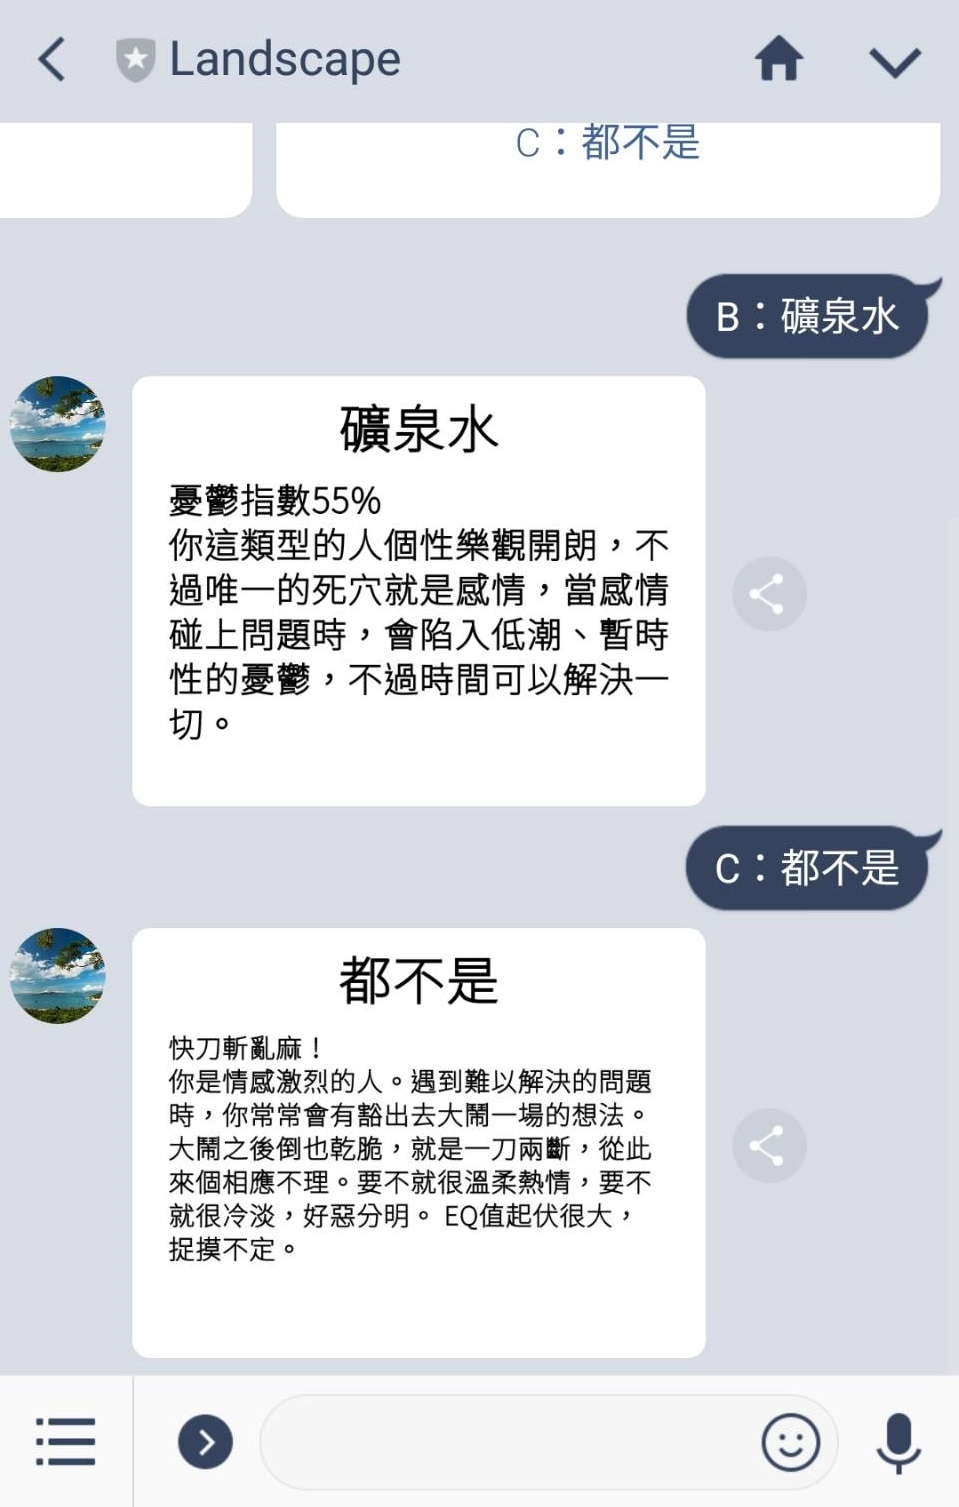 Landscape
C：都不是
B：礦泉水
礦泉水
憂鬱指數55%
你這類型的人個性樂觀開朗，不
過唯一的死穴就是感情，當感情
碰上問題時，會陷入低潮、暫時
性的憂鬱，不過時間可以解決一
切。
C：都不是
都不是
快刀斬亂麻！
你是情感激烈的人。遇到難以解決的問題
時，你常常會有豁出去大鬧一場的想法。
大鬧之後倒也乾脆，就是一刀兩斷，從此
來個相應不理。要不就很溫柔熱情，要不
就很冷淡，好惡分明。 EQ值起伏很大，
捉摸不定。